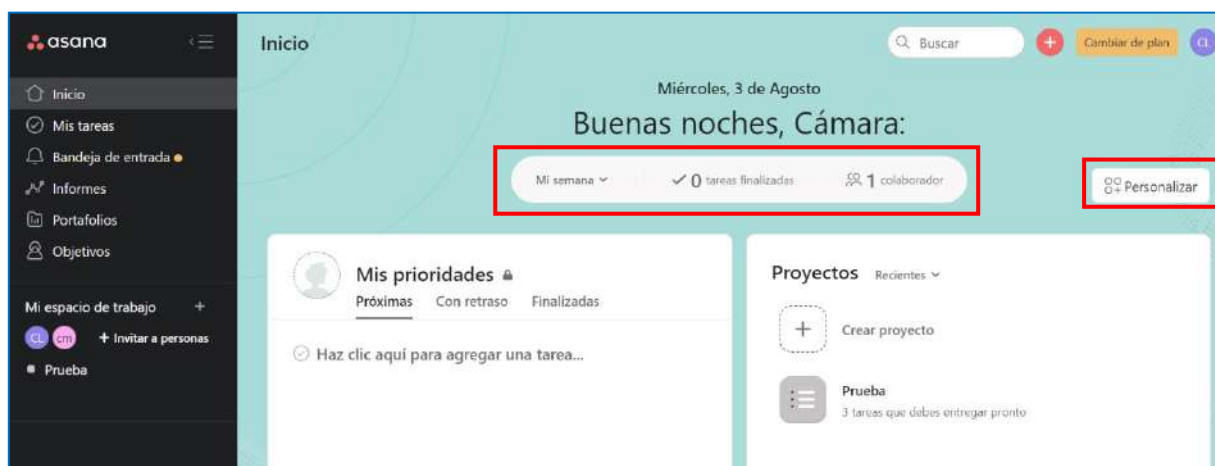 asana
Inicio
Mis tareas
Bandeja de entrada
Informes
Portafolios
Objetivos
Mi espacio de trabajo +
CL cm + Invitar a personas
Prueba
Inicio
Buscar
+
Cambiar de plan
CL
Miércoles, 3 de Agosto
Buenas noches, Cámara:
Mi semana
0 tareas finalizadas
1 colaborador
Personalizar
Mis prioridades
Próximas Con retraso Finalizadas
Haz clic aquí para agregar una tarea...
Proyectos Recientes
+ Crear proyecto
Prueba
3 tareas que debes entregar pronto